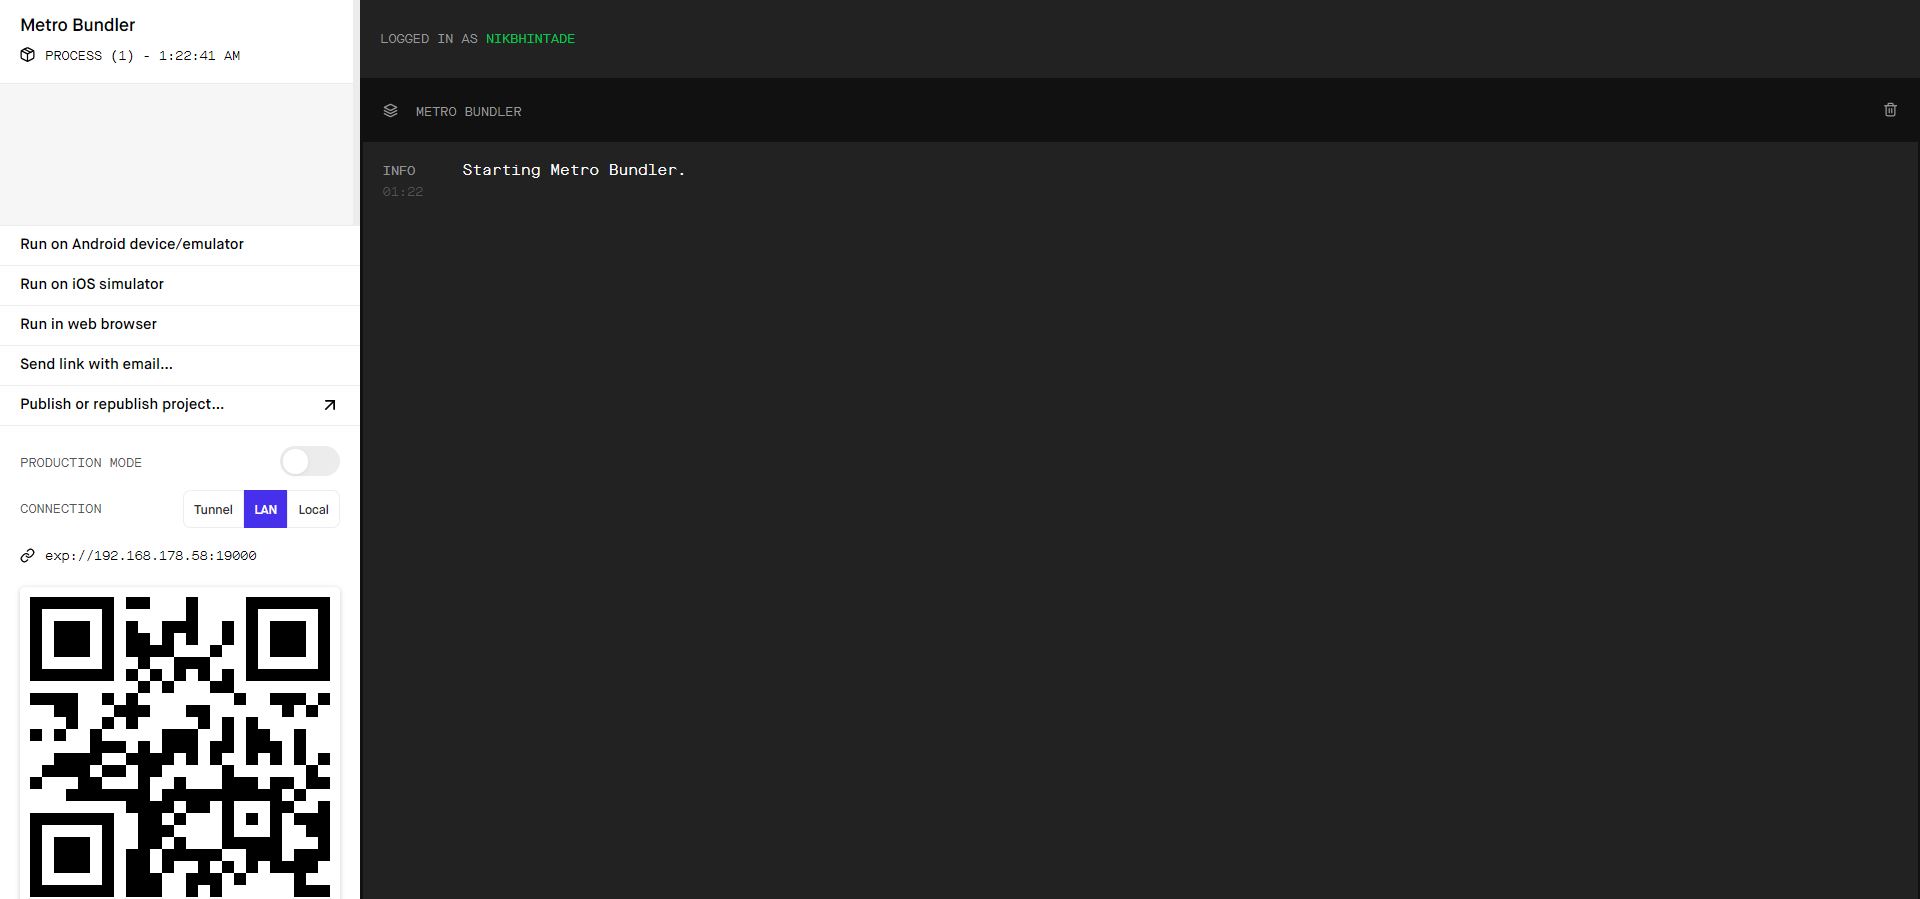 Metro Bundler
PROCESS (1) - 1:22:41 AM
Run on Android device/emulator
Run on iOS simulator
Run in web browser
Send link with email...
Publish or republish project...
PRODUCTION MODE
CONNECTION
Tunnel LAN Local
exp://192.168.178.58:19000
LOGGED IN AS NIKBHINTADE
METRO BUNDLER
INFO Starting Metro Bundler.
01:22